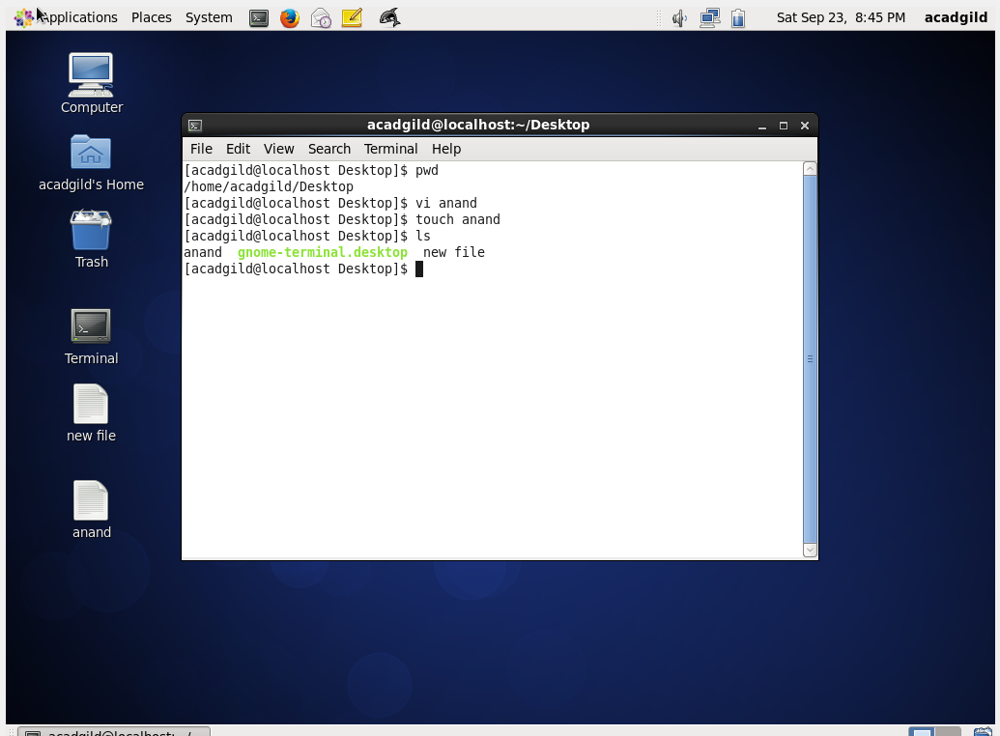 Applications Places System Sat Sep 23, 8:45 PM acadgild
Computer
acadgild's Home
Trash
Terminal
new file
anand
acadgild@localhost:~/Desktop
File Edit View Search Terminal Help
[acadgild@localhost Desktop]$ pwd
/home/acadgild/Desktop
[acadgild@localhost Desktop]$ vi anand
[acadgild@localhost Desktop]$ touch anand
[acadgild@localhost Desktop]$ ls
anand  gnome-terminal.desktop  new file
[acadgild@localhost Desktop]$
acadgild@localhost:~/